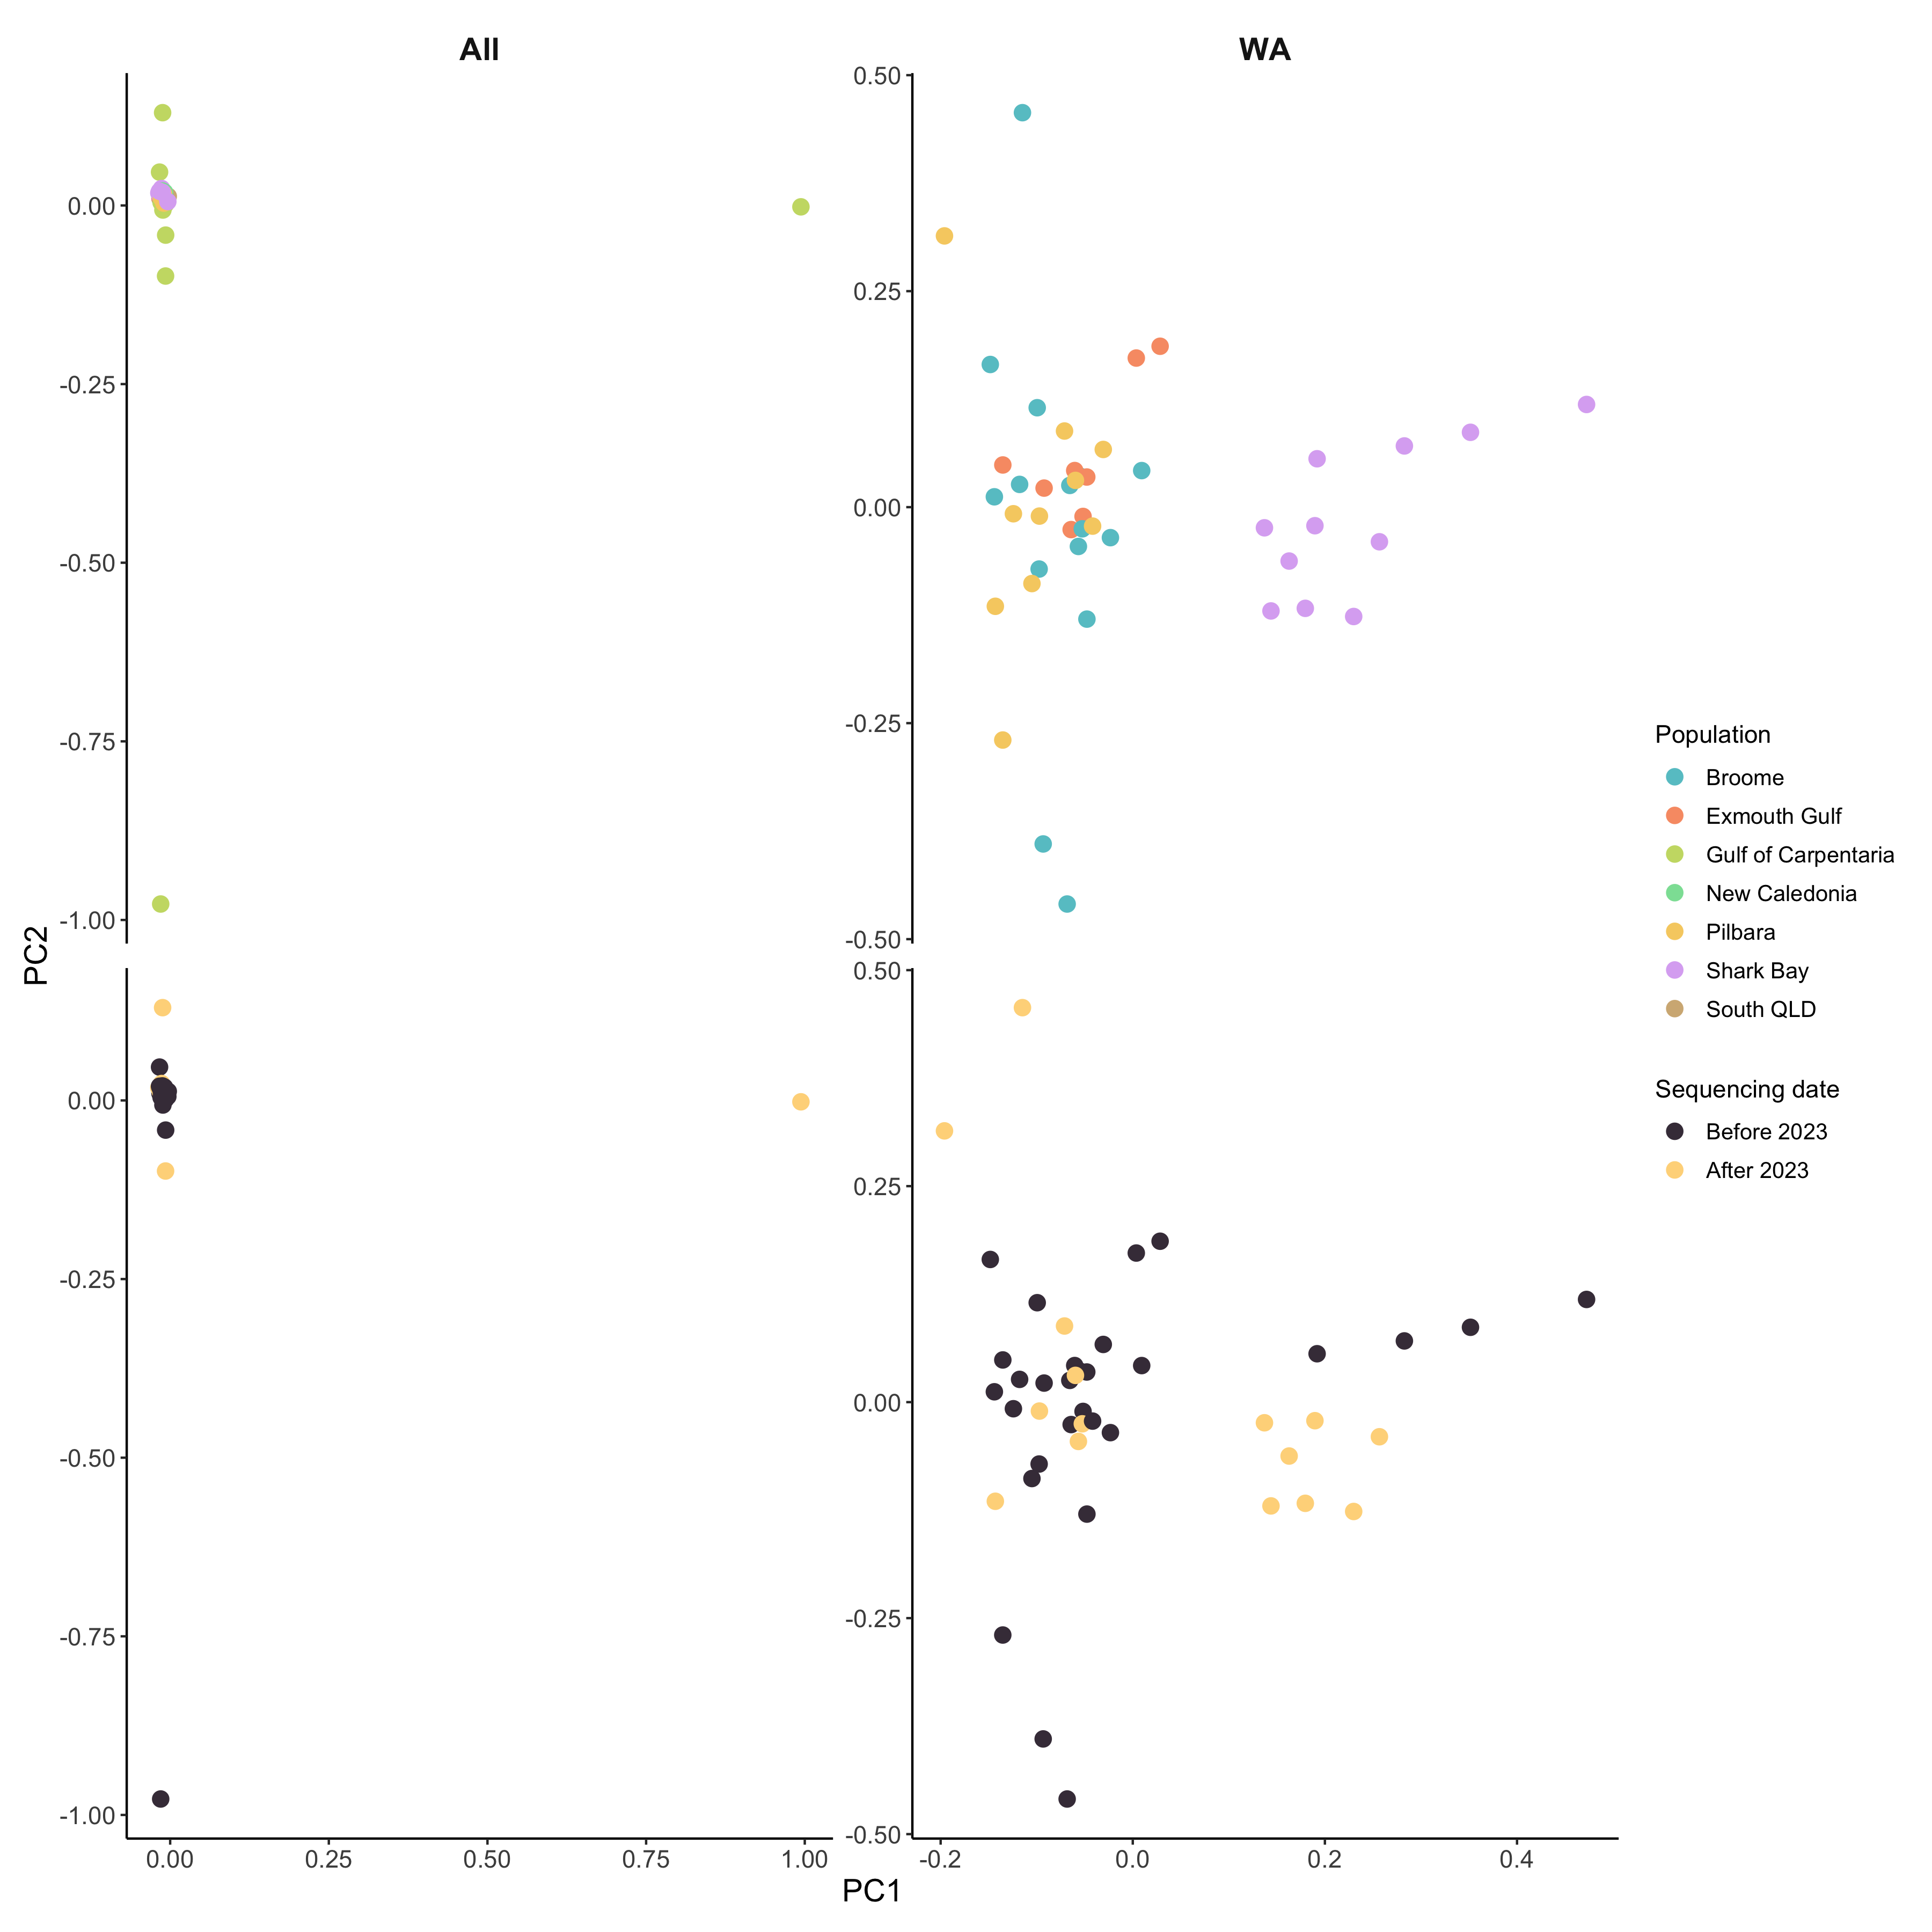 All
WA
0.00
-0.25
-0.50
-0.75
-1.00
0.50
0.25
0.00
-0.25
-0.50
0.00
-0.25
-0.50
-0.75
-1.00
0.50
0.25
0.00
-0.25
-0.50
PC2
0.00 0.25 0.50 0.75 1.00
-0.2 0.0 0.2 0.4
PC1
Population
Broome
Exmouth Gulf
Gulf of Carpentaria
New Caledonia
Pilbara
Shark Bay
South QLD
Sequencing date
Before 2023
After 2023